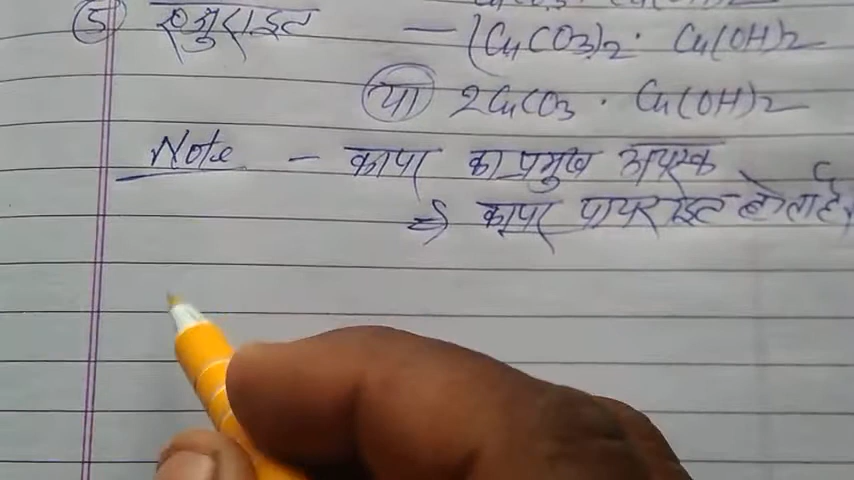 ⑤ एजुराइट — (CuCO3)2 · Cu(OH)2
(या) 2CuCO3 · Cu(OH)2
Note - कापर का प्रमुख अयस्क
⇒ कापर पायराइट होता है